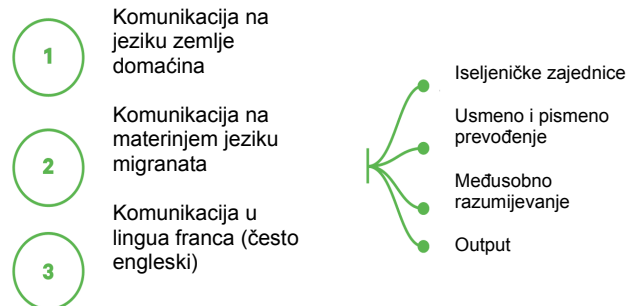 1
Komunikacija na
jeziku zemlje
domaćina
2
Komunikacija na
materinjem jeziku
migranata
3
Komunikacija u
lingua franca (često
engleski)
Iseljeničke zajednice
Usmeno i pismeno
prevođenje
Međusobno
razumijevanje
Output